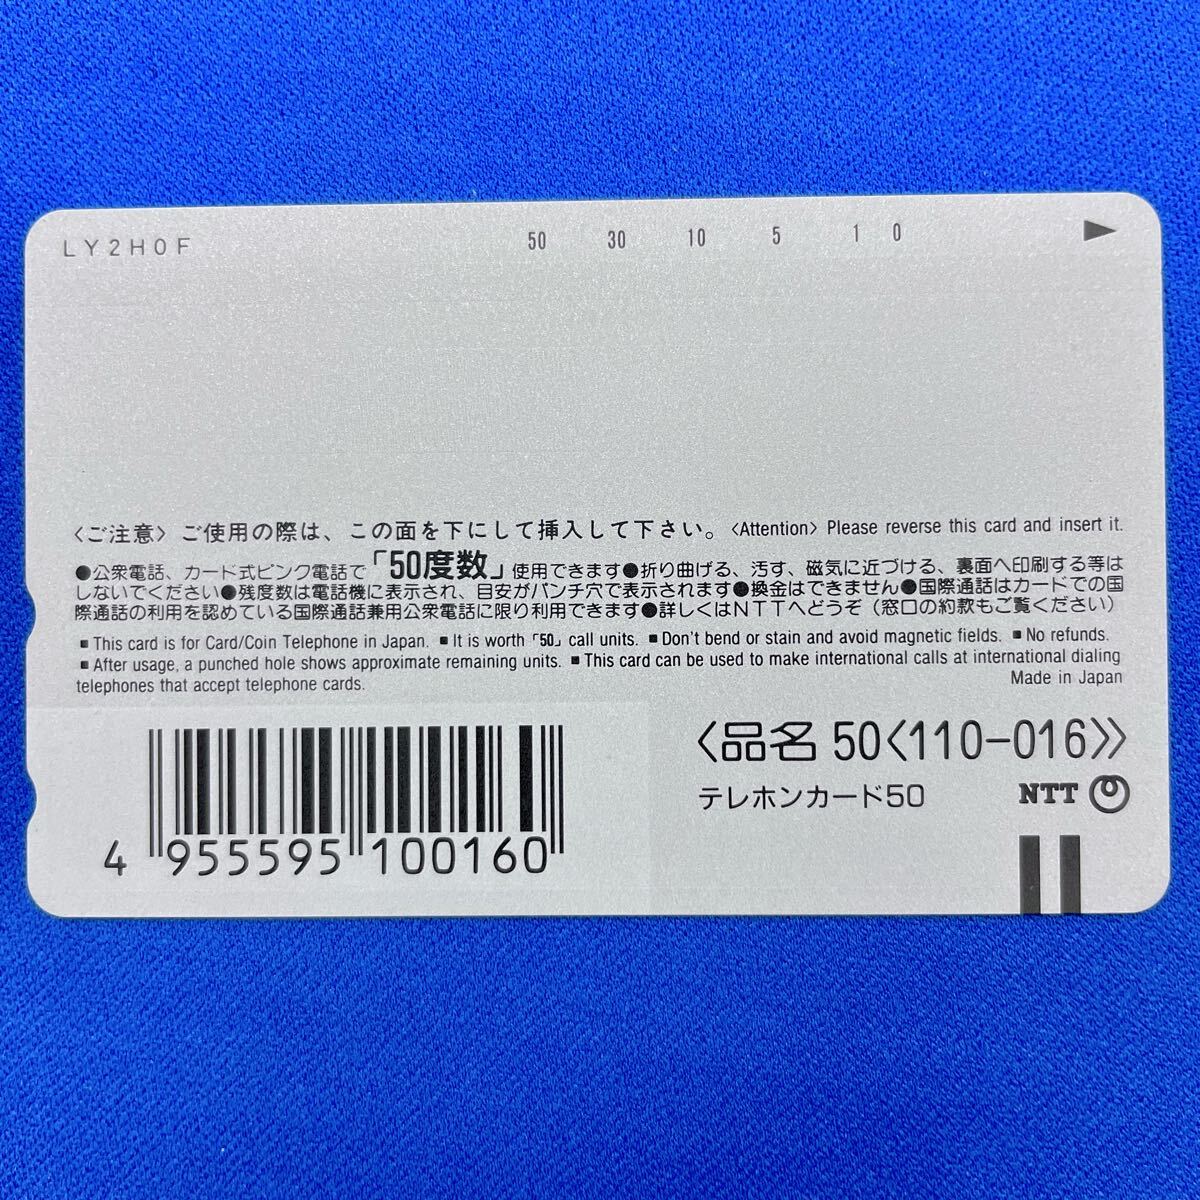 LY2H0F 50 30 10 5 1 0
〈ご注意〉ご使用の際は、この面を下にして挿入して下さい。〈Attention〉Please reverse this card and insert it.
●公衆電話、カード式ピンク電話で「50度数」使用できます●折り曲げる、汚す、磁気に近づける、裏面へ印刷する等は
しないでください●残度数は電話機に表示され、目安がパンチ穴で表示されます●換金はできません●国際通話はカードでの国
際通話の利用を認めている国際通話兼用公衆電話に限り利用できます●詳しくはNTTへどうぞ（窓口の約款もご覧ください）
■This card is for Card/Coin Telephone in Japan. ■It is worth「50」call units. ■Don't bend or stain and avoid magnetic fields. ■No refunds.
■After usage, a punched hole shows approximate remaining units. ■This card can be used to make international calls at international dialing
telephones that accept telephone cards. Made in Japan
〈品名 50〈110-016〉〉
テレホンカード50 NTT
4 955595 100160